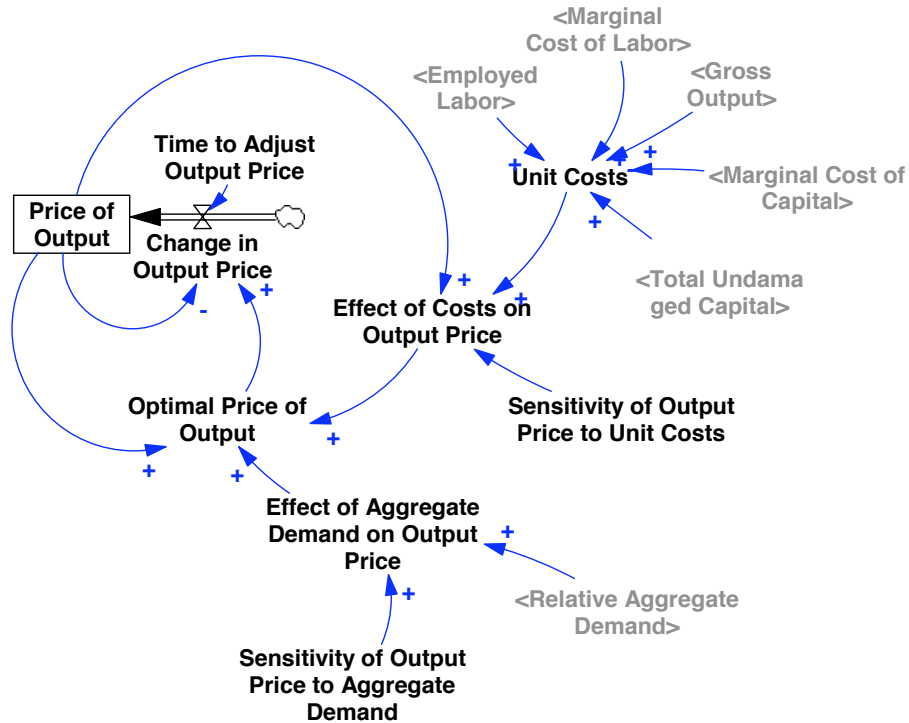 <Marginal
Cost of Labor>
<Employed
Labor>
<Gross
Output>
+
+
+
Unit Costs
<Marginal Cost of
Capital>
+
<Total Undama
ged Capital>
Time to Adjust
Output Price
Price of
Output
Change in
Output Price
+
-
+
+
Effect of Costs on
Output Price
Optimal Price of
Output
+
+
+
Sensitivity of Output
Price to Unit Costs
Effect of Aggregate
Demand on Output
Price
+
+
<Relative Aggregate
Demand>
Sensitivity of Output
Price to Aggregate
Demand